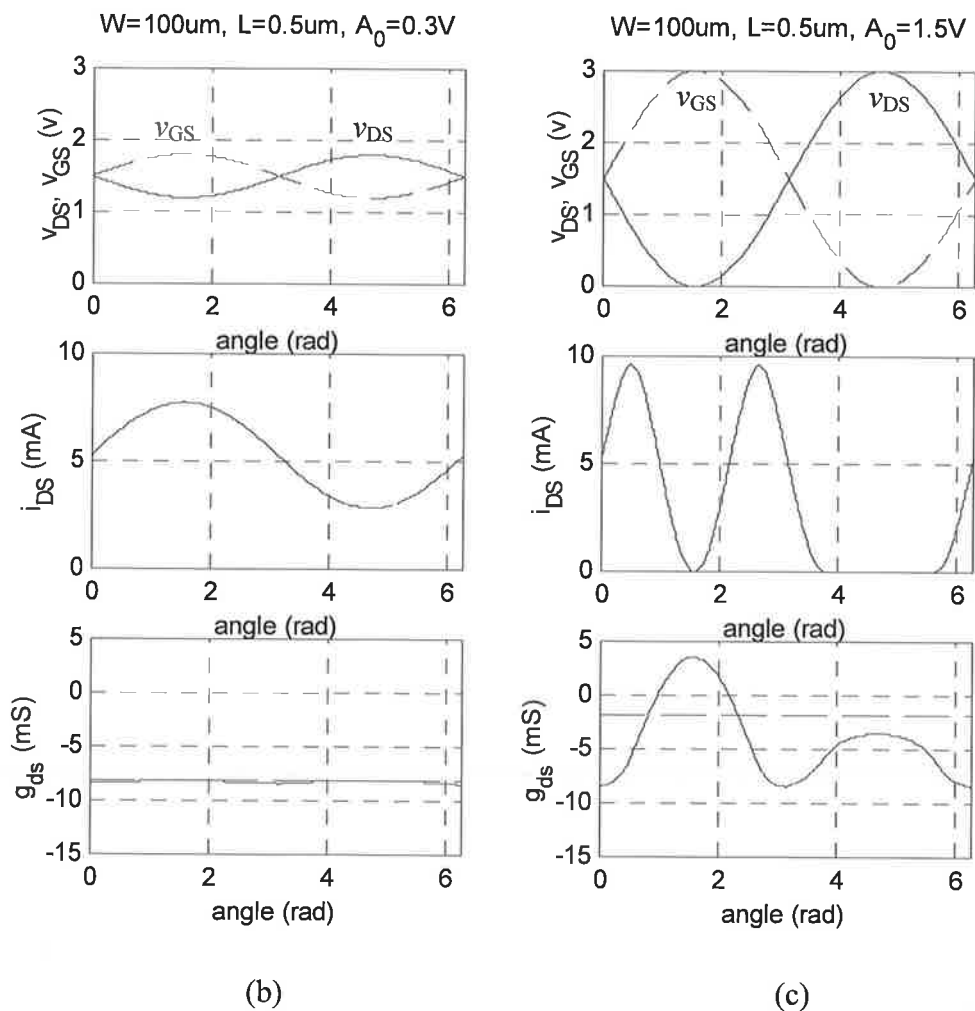 W=100um, L=0.5um, A0=0.3V
vDS, vGS (v)
3
2
1
0
vGS
vDS
0 2 4 6
angle (rad)
iDS (mA)
10
5
0
0 2 4 6
angle (rad)
gds (mS)
5
0
-5
-10
-15
0 2 4 6
angle (rad)
(b)
W=100um, L=0.5um, A0=1.5V
vDS, vGS (v)
3
2
1
0
vGS
vDS
0 2 4 6
angle (rad)
iDS (mA)
10
5
0
0 2 4 6
angle (rad)
gds (mS)
5
0
-5
-10
-15
0 2 4 6
angle (rad)
(c)